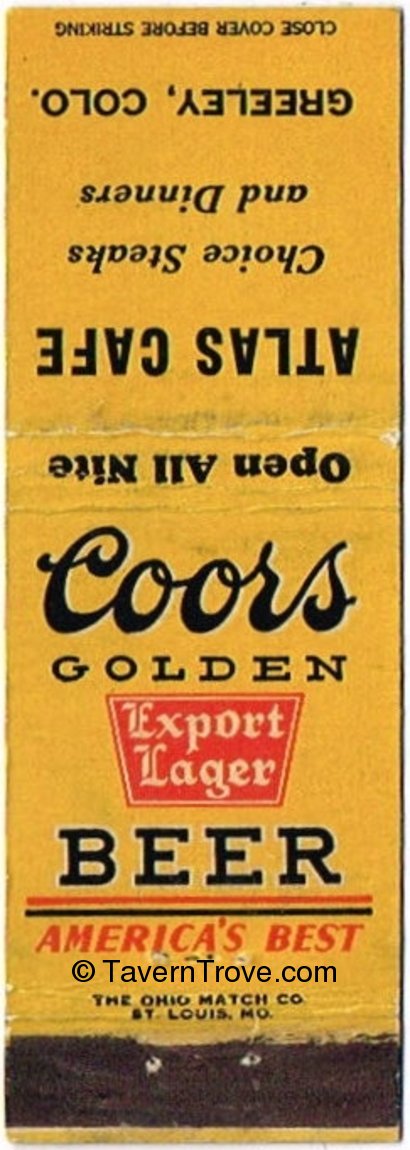 CLOSE COVER BEFORE STRIKING
GREELEY, COLO.
and Dinners
Choice Steaks
ATLAS CAFE
Open All Nite
Coors
GOLDEN
Export
Lager
BEER
AMERICA'S BEST
© TavernTrove.com
THE OHIO MATCH CO.
ST. LOUIS, MO.